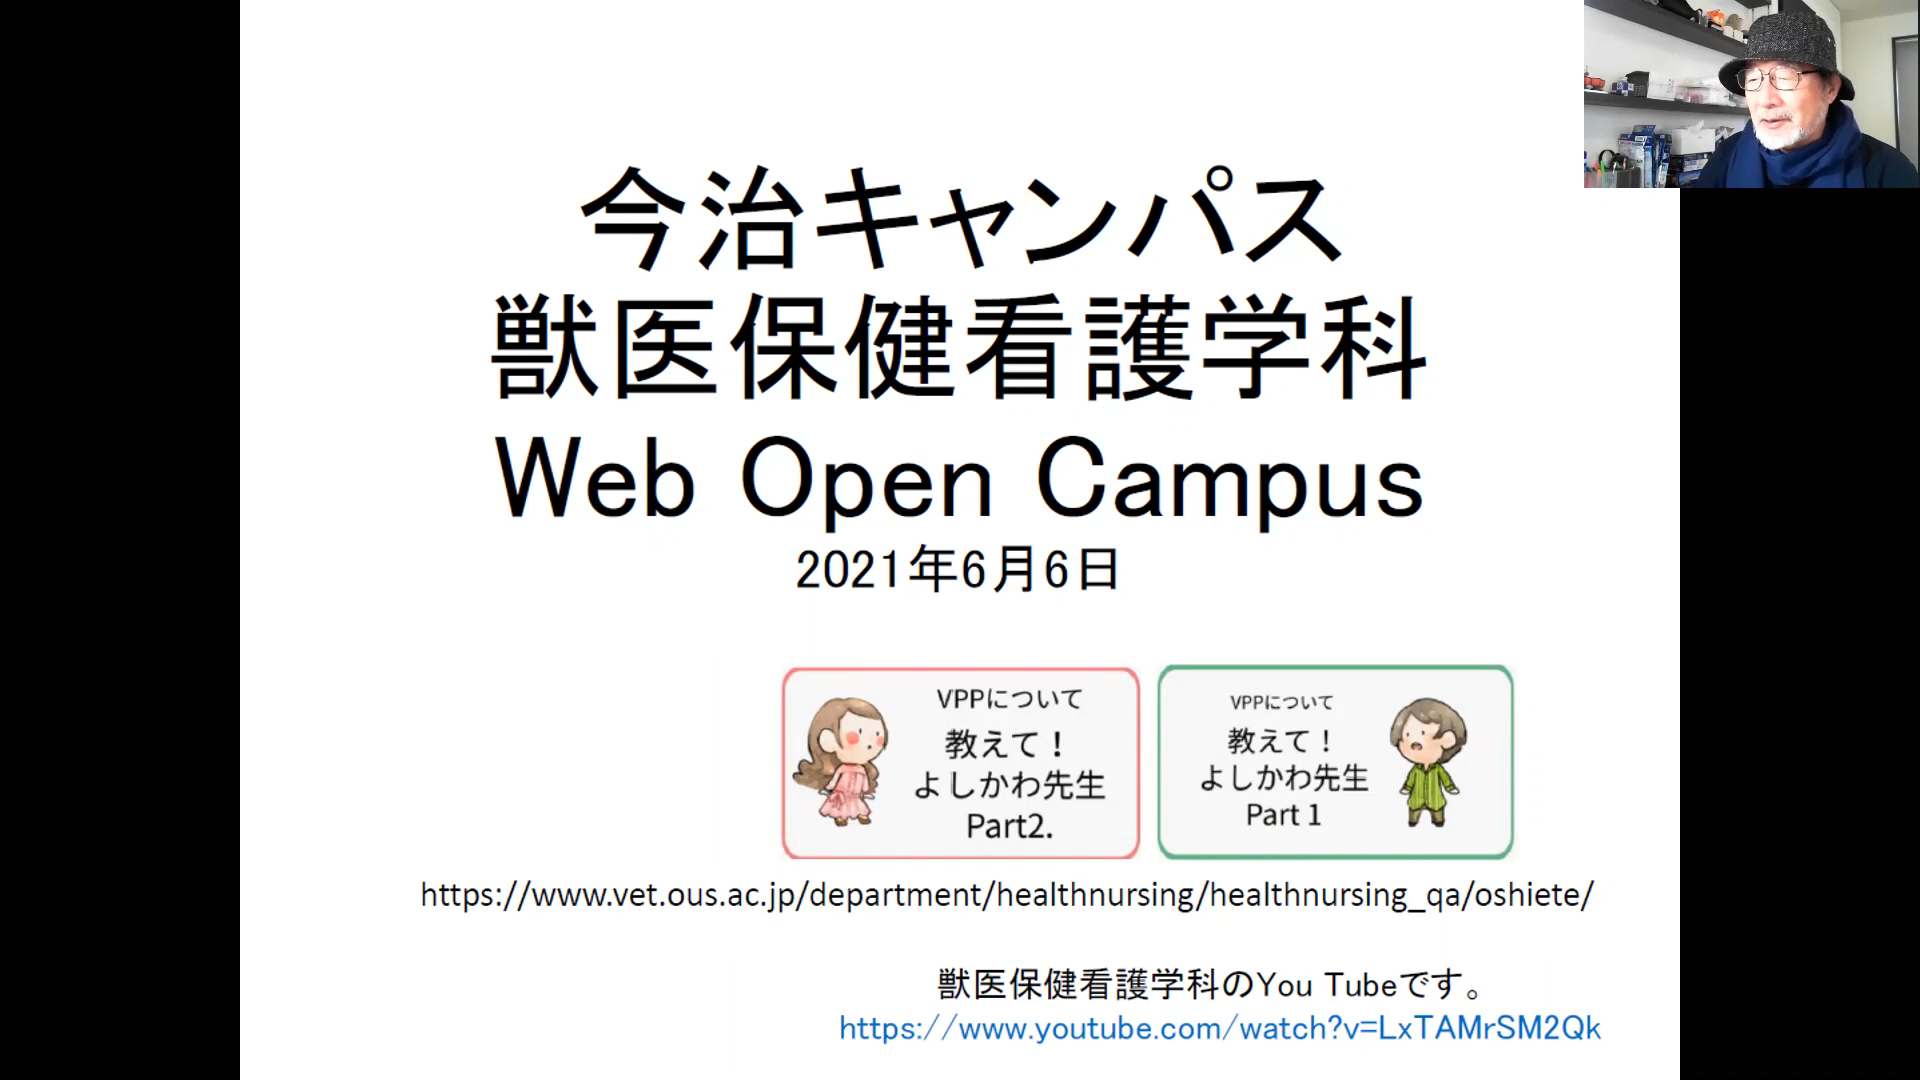 今治キャンパス
獣医保健看護学科
Web Open Campus
2021年6月6日
VPPについて
教えて！
よしかわ先生
Part2.
VPPについて
教えて！
よしかわ先生
Part 1
https://www.vet.ous.ac.jp/department/healthnursing/healthnursing_qa/oshiete/
獣医保健看護学科のYou Tubeです。
https://www.youtube.com/watch?v=LxTAMrSM2Qk